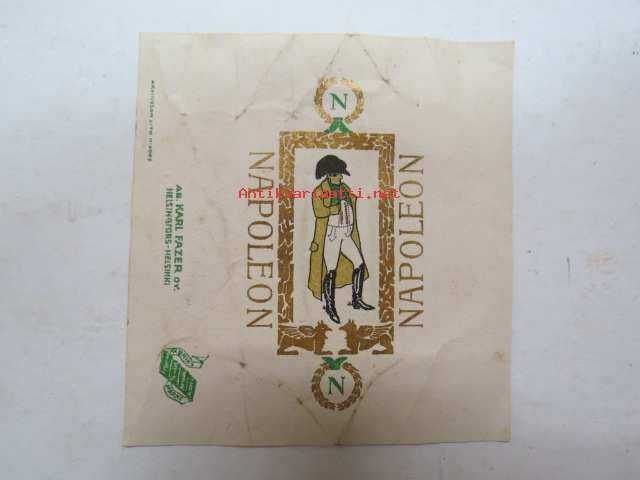 N
NAPOLEON
NAPOLEON
N
AB. KARL FAZER OY.
HELSINGFORS-HELSINKI
Antikvariaatti.net